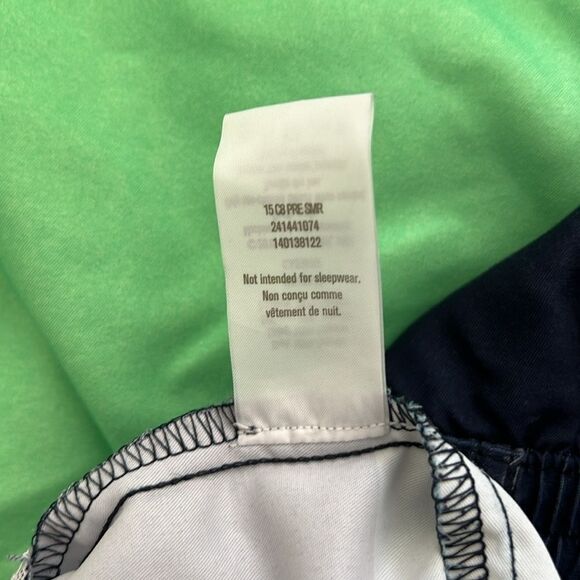 15 C8 PRE SMR
241441074
140138122
Not intended for sleepwear.
Non conçu comme
vêtement de nuit.